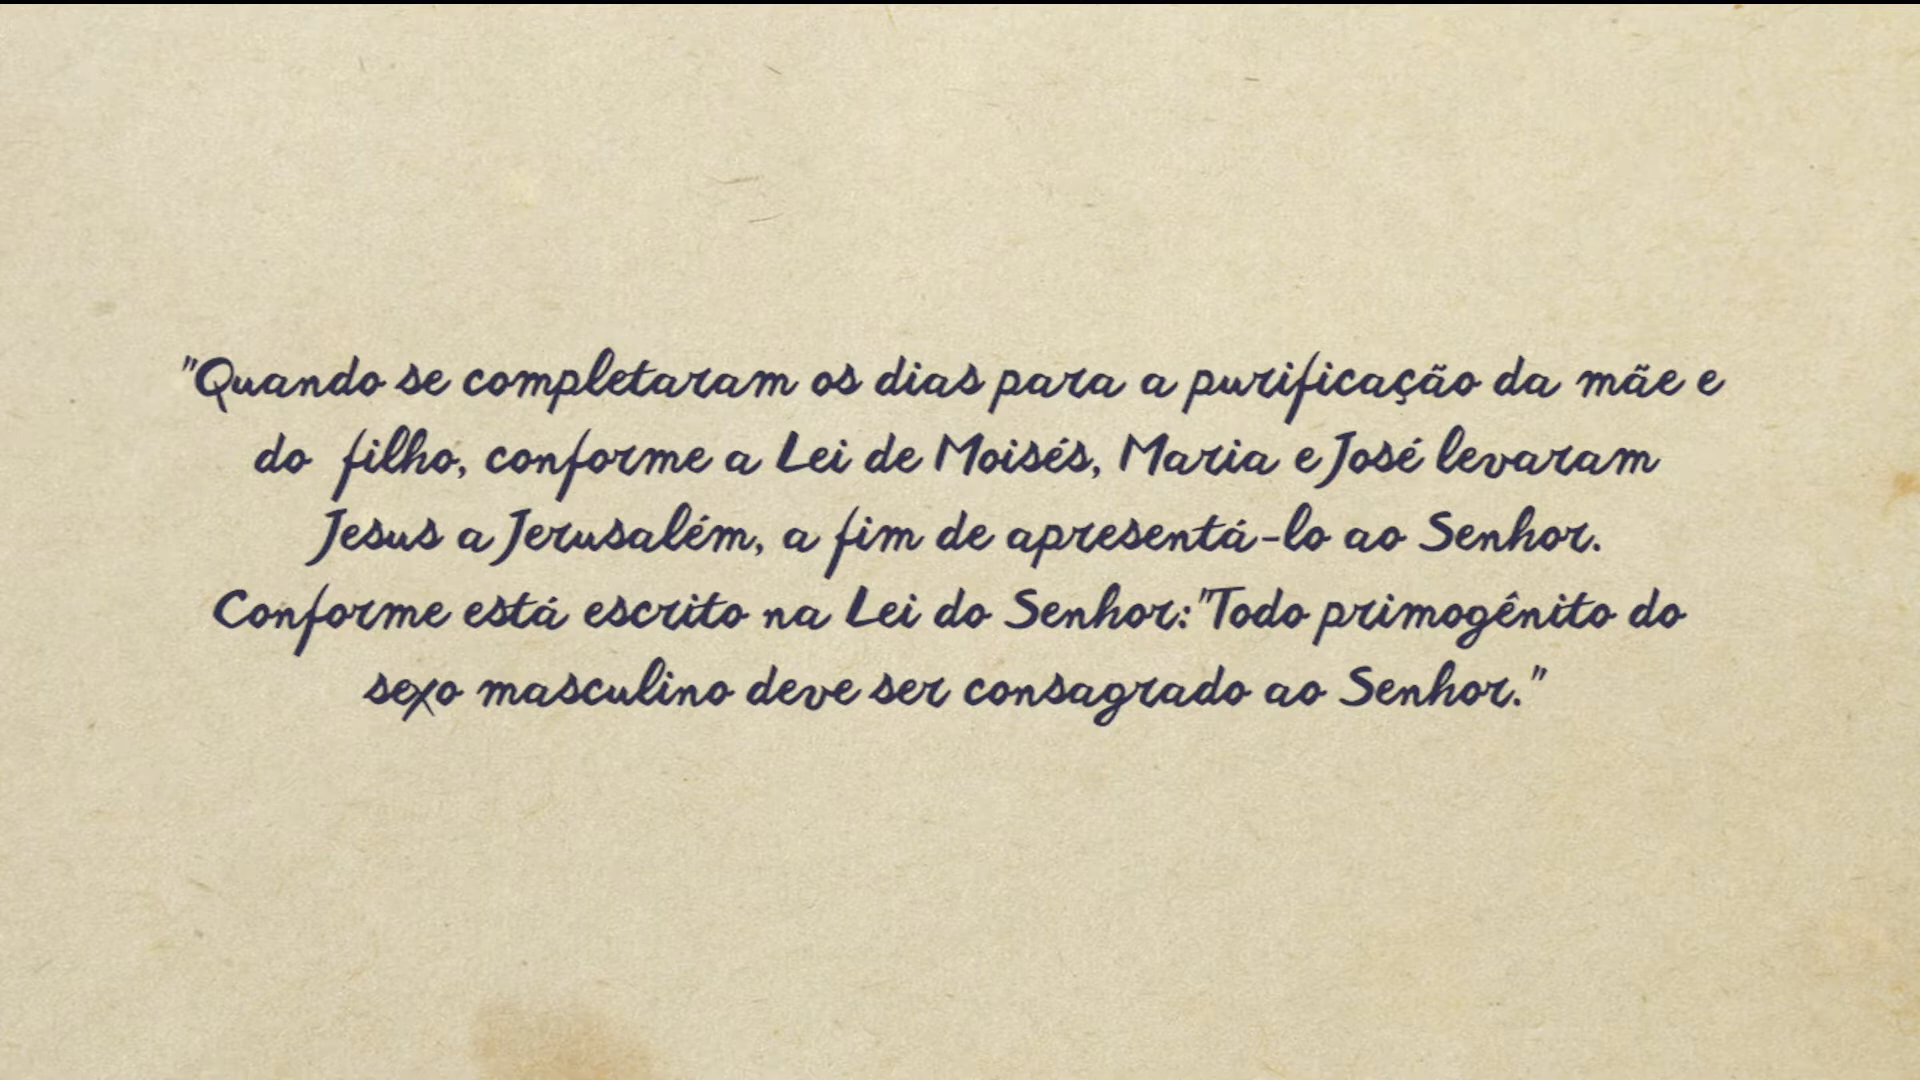 "Quando se completaram os dias para a purificação da mãe e
do filho, conforme a Lei de Moisés, Maria e José levaram
Jesus a Jerusalém, a fim de apresentá-lo ao Senhor.
Conforme está escrito na Lei do Senhor:"Todo primogênito do
sexo masculino deve ser consagrado ao Senhor."